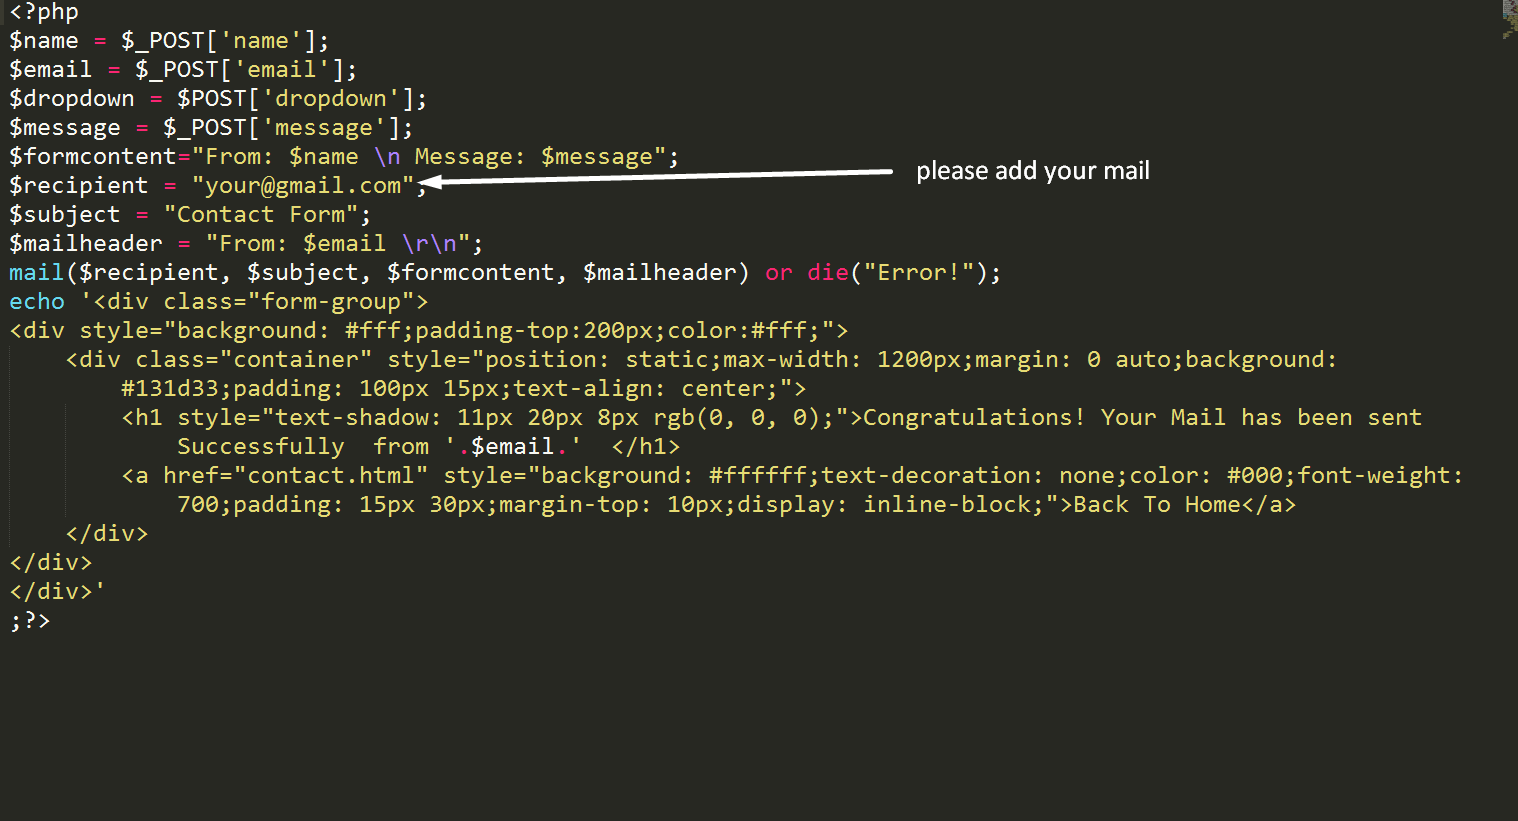 <?php
$name = $_POST['name'];
$email = $_POST['email'];
$dropdown = $POST['dropdown'];
$message = $_POST['message'];
$formcontent="From: $name \n Message: $message";
$recipient = "your@gmail.com";
please add your mail
$subject = "Contact Form";
$mailheader = "From: $email \r\n";
mail($recipient, $subject, $formcontent, $mailheader) or die("Error!");
echo '<div class="form-group">
<div style="background: #fff;padding-top:200px;color:#fff;">
    <div class="container" style="position: static;max-width: 1200px;margin: 0 auto;background:
        #131d33;padding: 100px 15px;text-align: center;">
        <h1 style="text-shadow: 11px 20px 8px rgb(0, 0, 0);">Congratulations! Your Mail has been sent
            Successfully  from '.$email.'  </h1>
        <a href="contact.html" style="background: #ffffff;text-decoration: none;color: #000;font-weight:
            700;padding: 15px 30px;margin-top: 10px;display: inline-block;">Back To Home</a>
    </div>
</div>
</div>'
;?>